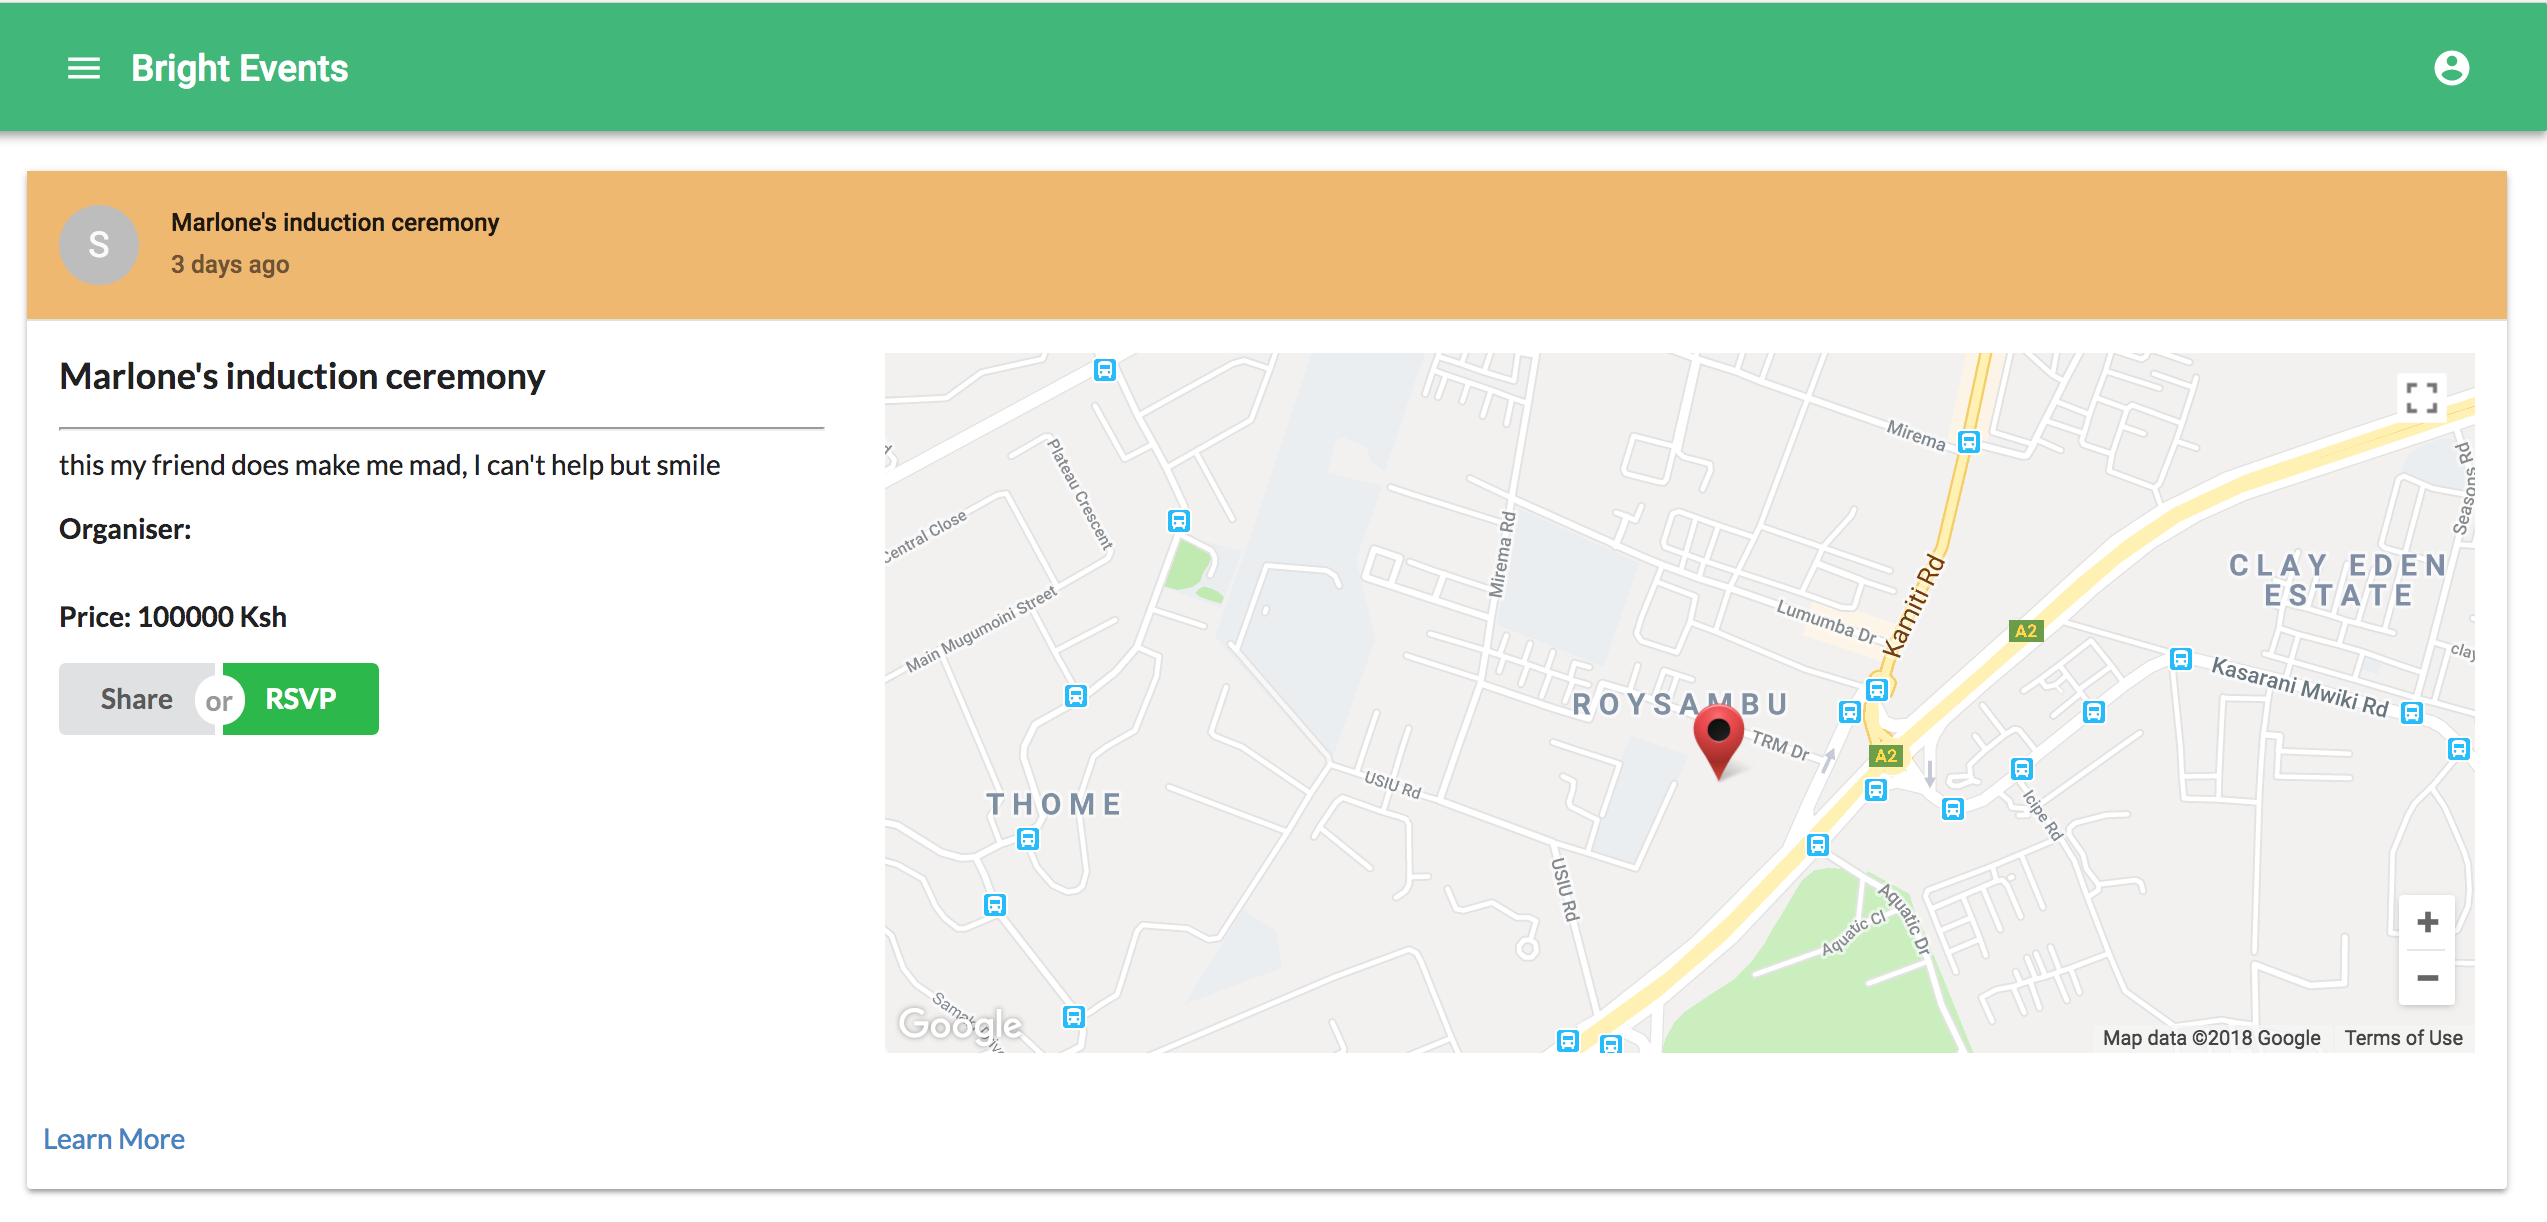 Bright Events
S
Marlone's induction ceremony
3 days ago
Marlone's induction ceremony
this my friend does make me mad, I can't help but smile
Organiser:
Price: 100000 Ksh
Share
or
RSVP
Learn More
Mirema
Plateau Crescent
Central Close
Mirema Rd
Seasons Rd
CLAY EDEN
ESTATE
Kamiti Rd
Lumumba Dr
A2
Main Mugumoini Street
clay
Kasarani Mwiki Rd
ROYSAMBU
TRM Dr
A2
USIU Rd
THOME
Icipe Rd
USIU Rd
Aquatic Cl
Aquatic Dr
Google
Map data ©2018 Google
Terms of Use